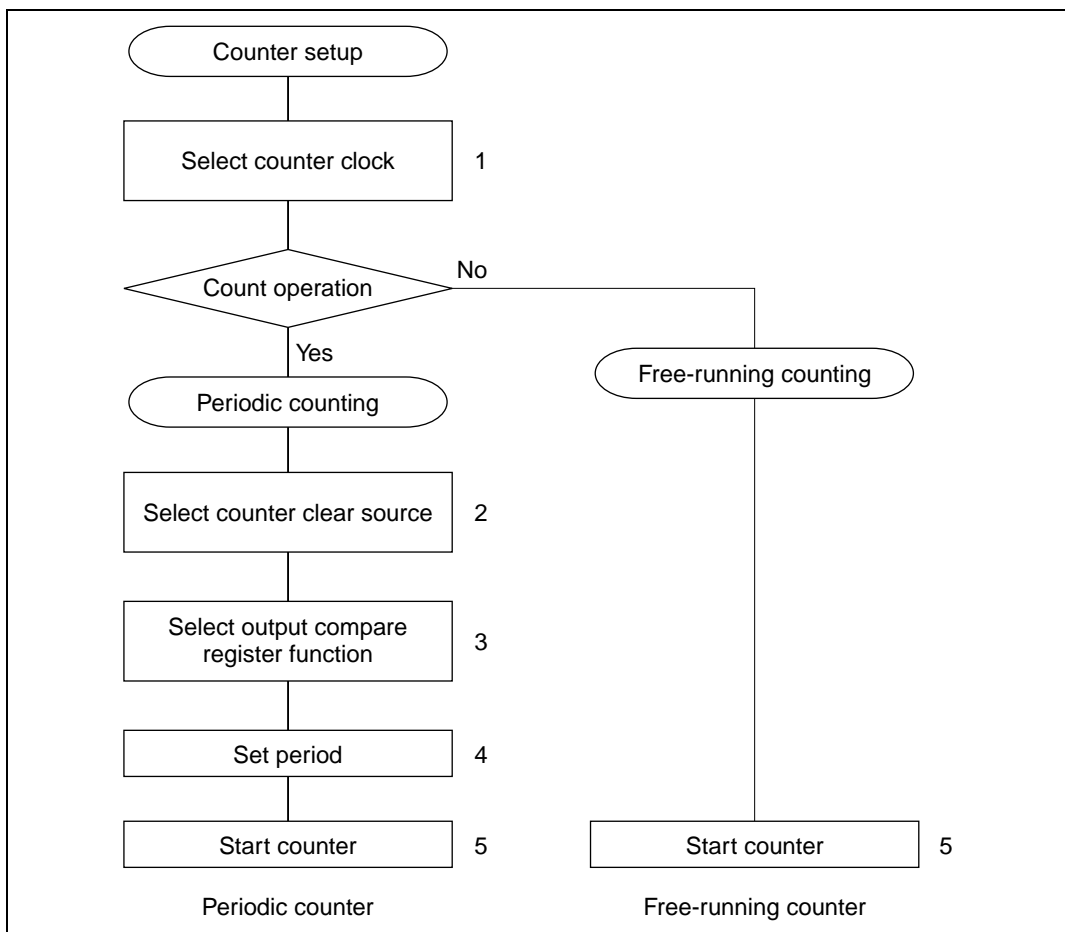 Counter setup
Select counter clock
1
Count operation
No
Yes
Periodic counting
Free-running counting
Select counter clear source
2
Select output compare
register function
3
Set period
4
Start counter
5
Start counter
5
Periodic counter
Free-running counter